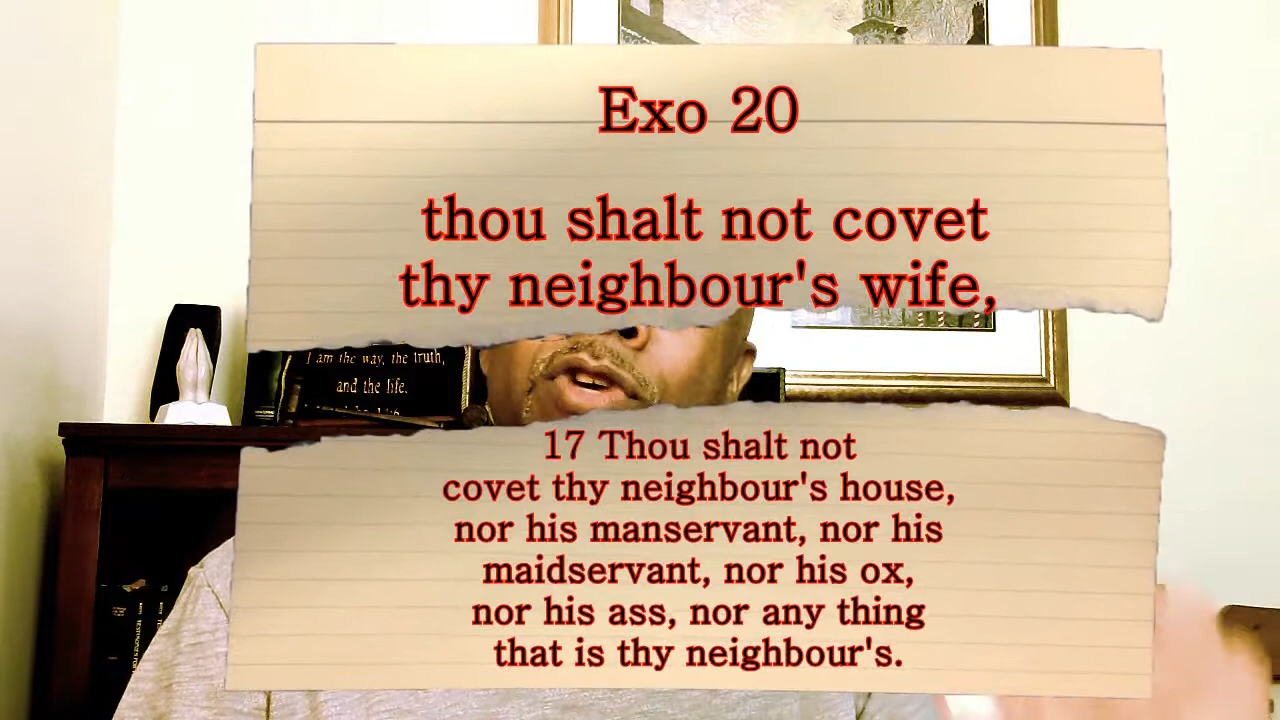 Exo 20
thou shalt not covet
thy neighbour's wife,
I am the way, the truth,
and the life.
17 Thou shalt not
covet thy neighbour's house,
nor his manservant, nor his
maidservant, nor his ox,
nor his ass, nor any thing
that is thy neighbour's.